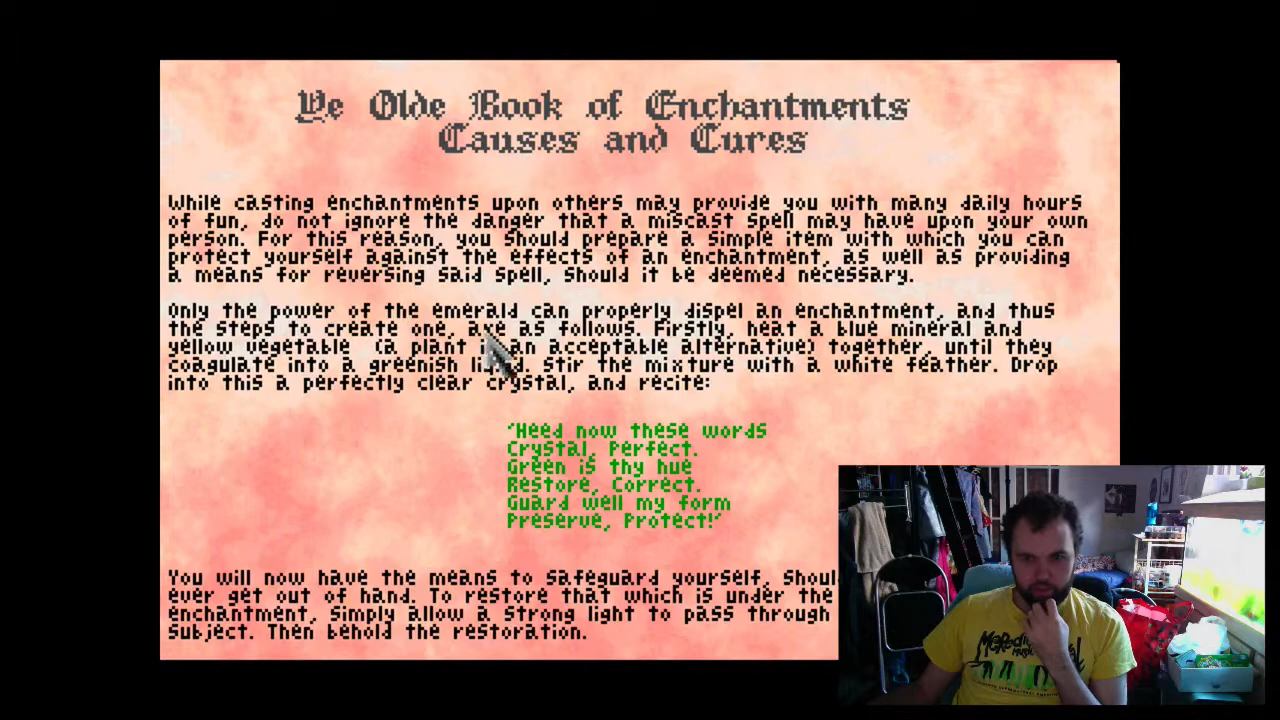 Ye Olde Book of Enchantments
Causes and Cures
While casting enchantments upon others may provide you with many daily hours
of fun, do not ignore the danger that a miscast spell may have upon your own
person. For this reason, you should prepare a simple item with which you can
protect yourself against the effects of an enchantment, as well as providing
a means for reversing said spell, should it be deemed necessary.
Only the power of the emerald can properly dispel an enchantment, and thus
the steps to create one, are as follows. Firstly, heat a blue mineral and
yellow vegetable (a plant an acceptable alternative) together, until they
coagulate into a greenish Stir the mixture with a white feather. Drop
into this a perfectly clear crystal, and recite:
'Heed now these words
Crystal, Perfect.
Green is thy hue
Restore, Correct.
Guard well my form
Preserve, Protect!'
You will now have the means to safeguard yourself,
ever get out of hand. To restore that which is under the
enchantment, simply allow a strong light to pass through
subject. Then behold the restoration.